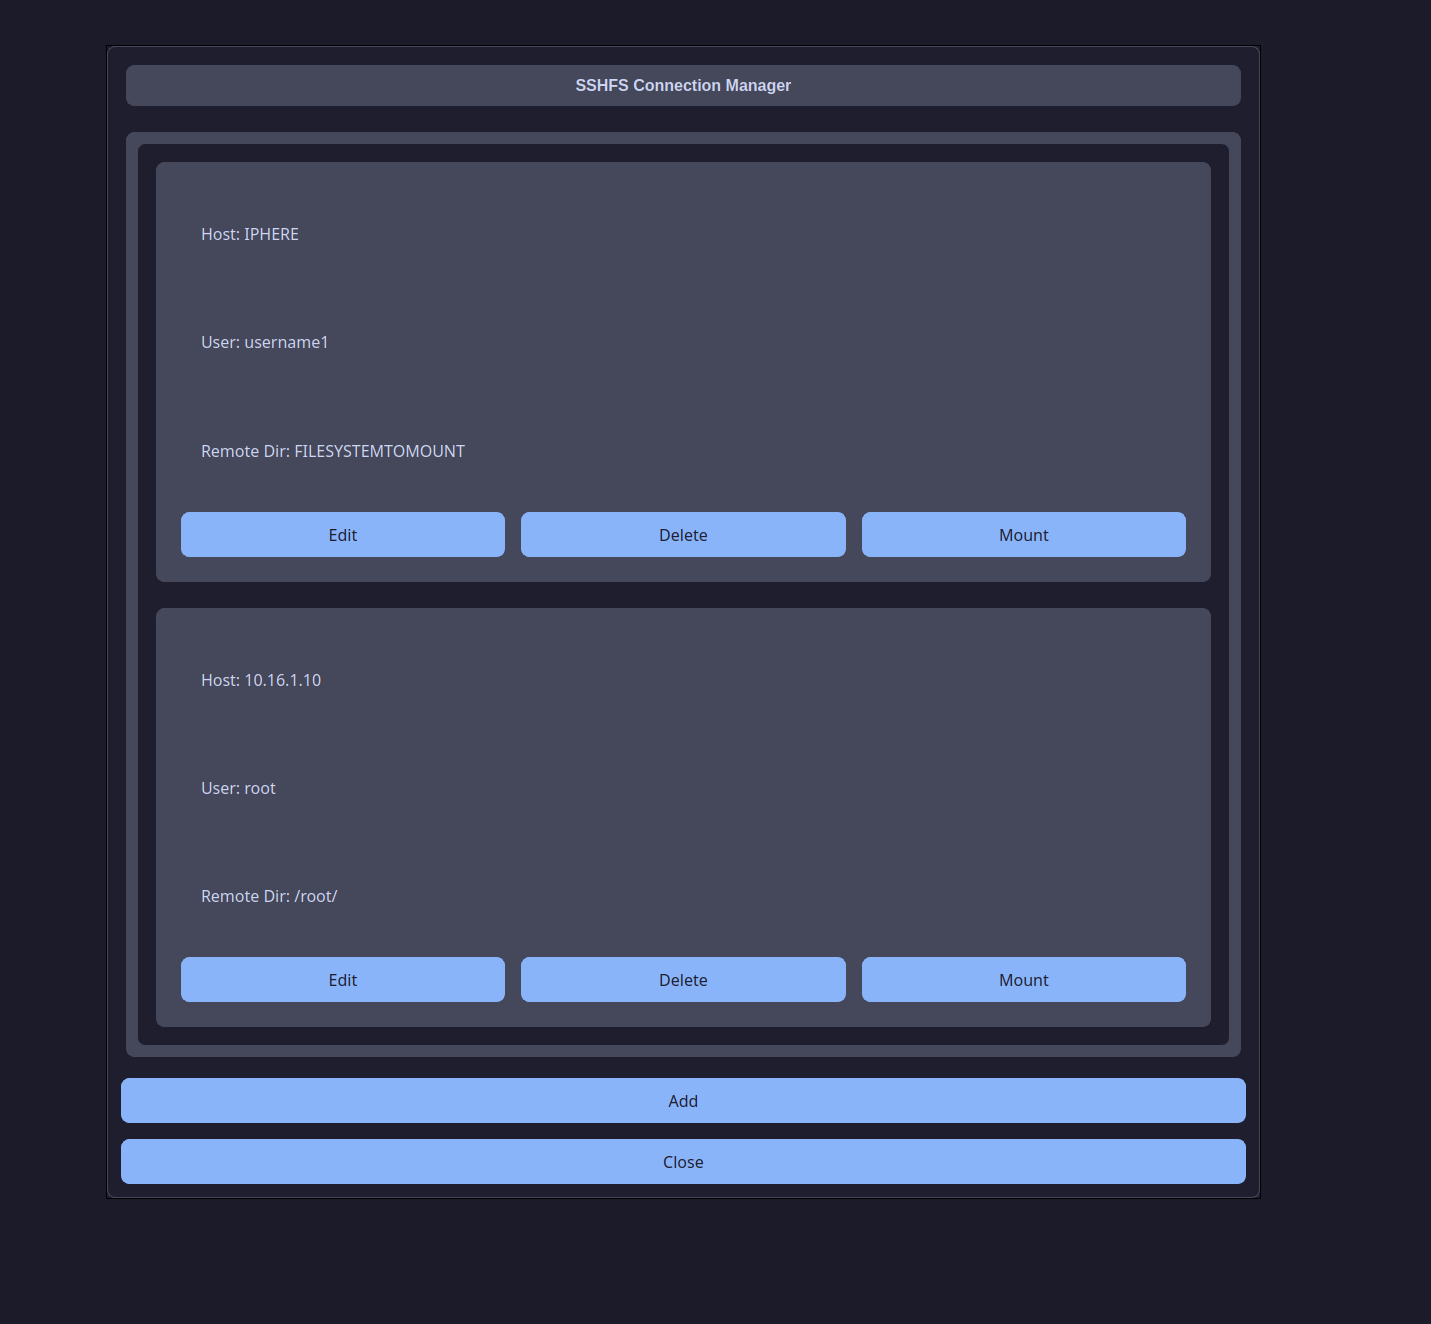 SSHFS Connection Manager
Host: IPHERE
User: username1
Remote Dir: FILESYSTEMTOMOUNT
Edit Delete Mount
Host: 10.16.1.10
User: root
Remote Dir: /root/
Edit Delete Mount
Add
Close